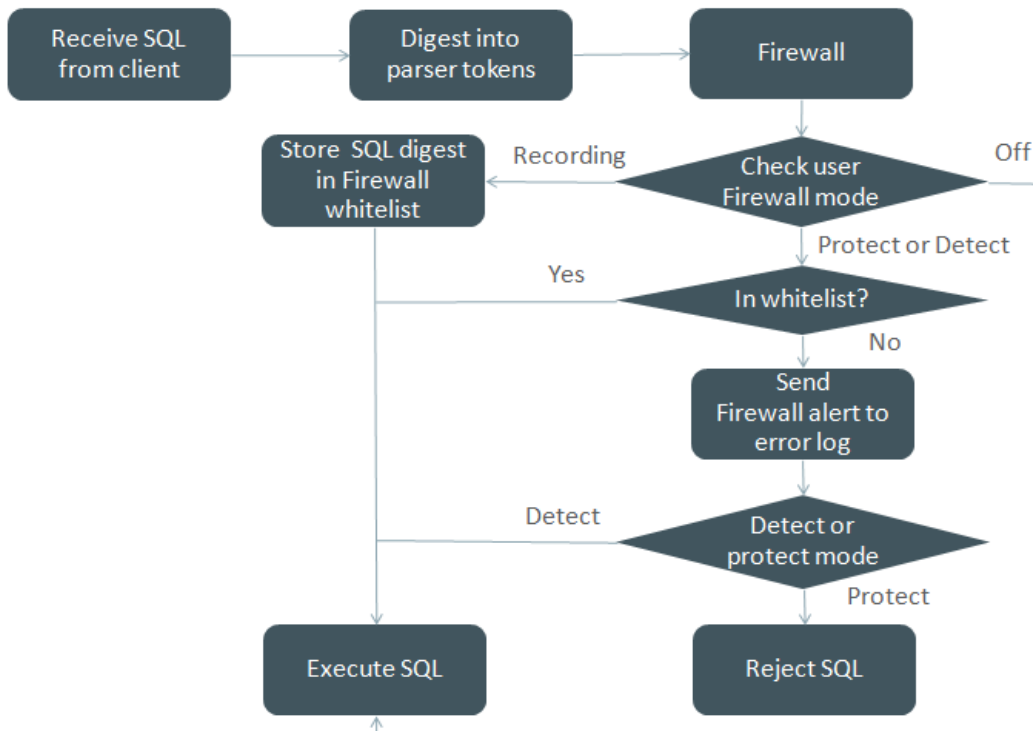 Receive SQL
from client
Digest into
parser tokens
Firewall
Store SQL digest
in Firewall
whitelist
Recording
Check user
Firewall mode
Off
Protect or Detect
Yes
In whitelist?
No
Send
Firewall alert to
error log
Detect
Detect or
protect mode
Protect
Execute SQL
Reject SQL